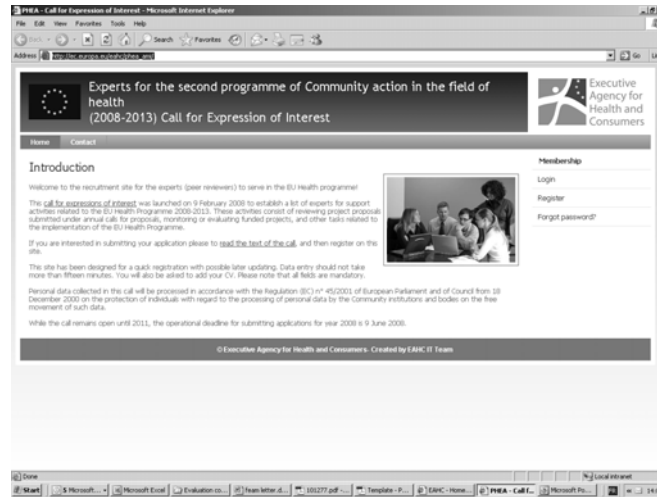 PHEA - Call for Expression of Interest - Microsoft Internet Explorer
File Edit View Favorites Tools Help
Search Favorites
Address http://ec.europa.eu/eahc/phea_ami/
Go
Experts for the second programme of Community action in the field of
health
(2008-2013) Call for Expression of Interest
Executive
Agency for
Health and
Consumers
Home Contact
Introduction
Welcome to the recruitment site for the experts (peer reviewers) to serve in the EU Health programme!
This call for expressions of interest was launched on 9 February 2008 to establish a list of experts for support
activities related to the EU Health Programme 2008-2013. These activities consist of reviewing project proposals
submitted under annual calls for proposals, monitoring or evaluating funded projects, and other tasks related to
the implementation of the EU Health Programme.
If you are interested in submitting your application please to read the text of the call, and then register on this
site.
This site has been designed for a quick registration with possible later updating. Data entry should not take
more than fifteen minutes. You will also be asked to add your CV. Please note that all fields are mandatory.
Personal data collected in this call will be processed in accordance with the Regulation (EC) n° 45/2001 of European Parliament and of Council from 18
December 2000 on the protection of individuals with regard to the processing of personal data by the Community institutions and bodies on the free
movement of such data.
While the call remains open until 2011, the operational deadline for submitting applications for year 2008 is 9 June 2008.
Membership
Login
Register
Forgot password?
© Executive Agency for Health and Consumers- Created by EAHC IT Team
Done
Local intranet
Start 5 Microsoft... Microsoft Excel Evaluation co... fram letter.d... 101277.pdf -... Template - P... EAHC - Home... PHEA - Call f... Microsoft Po...